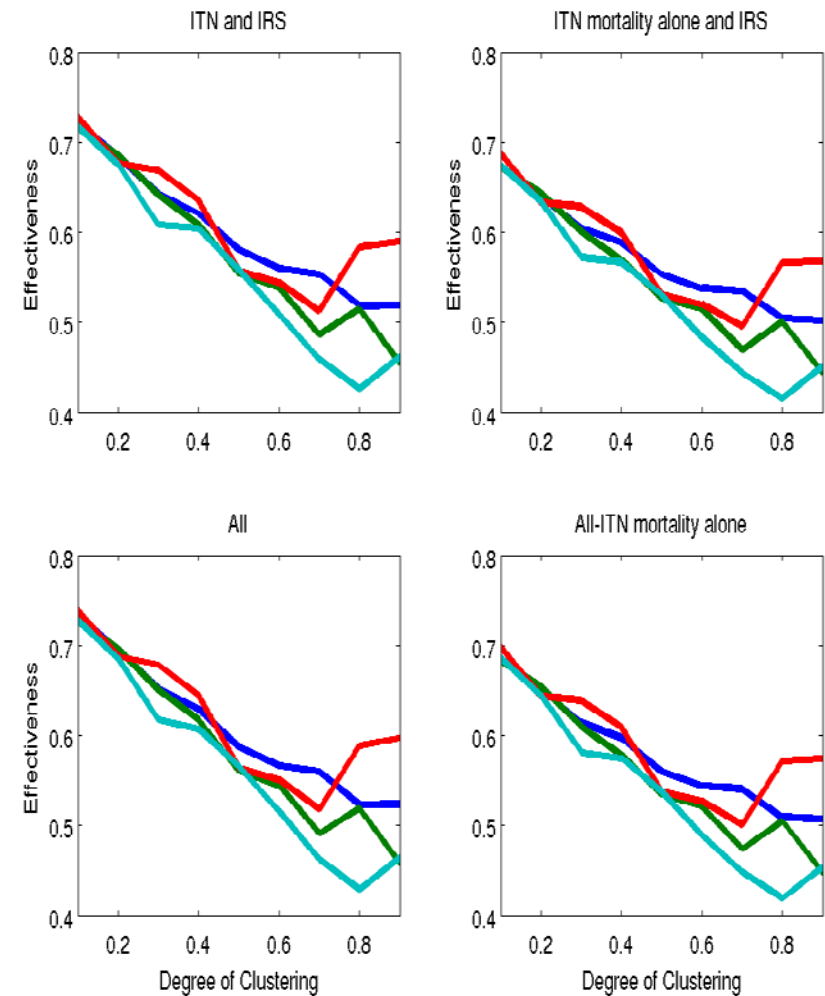 ITN and IRS
0.8
0.7
0.6
0.5
0.4
Effectiveness
0.2 0.4 0.6 0.8
ITN mortality alone and IRS
0.8
0.7
0.6
0.5
0.4
Effectiveness
0.2 0.4 0.6 0.8
All
0.8
0.7
0.6
0.5
0.4
Effectiveness
0.2 0.4 0.6 0.8
Degree of Clustering
All-ITN mortality alone
0.8
0.7
0.6
0.5
0.4
0.2 0.4 0.6 0.8
Degree of Clustering